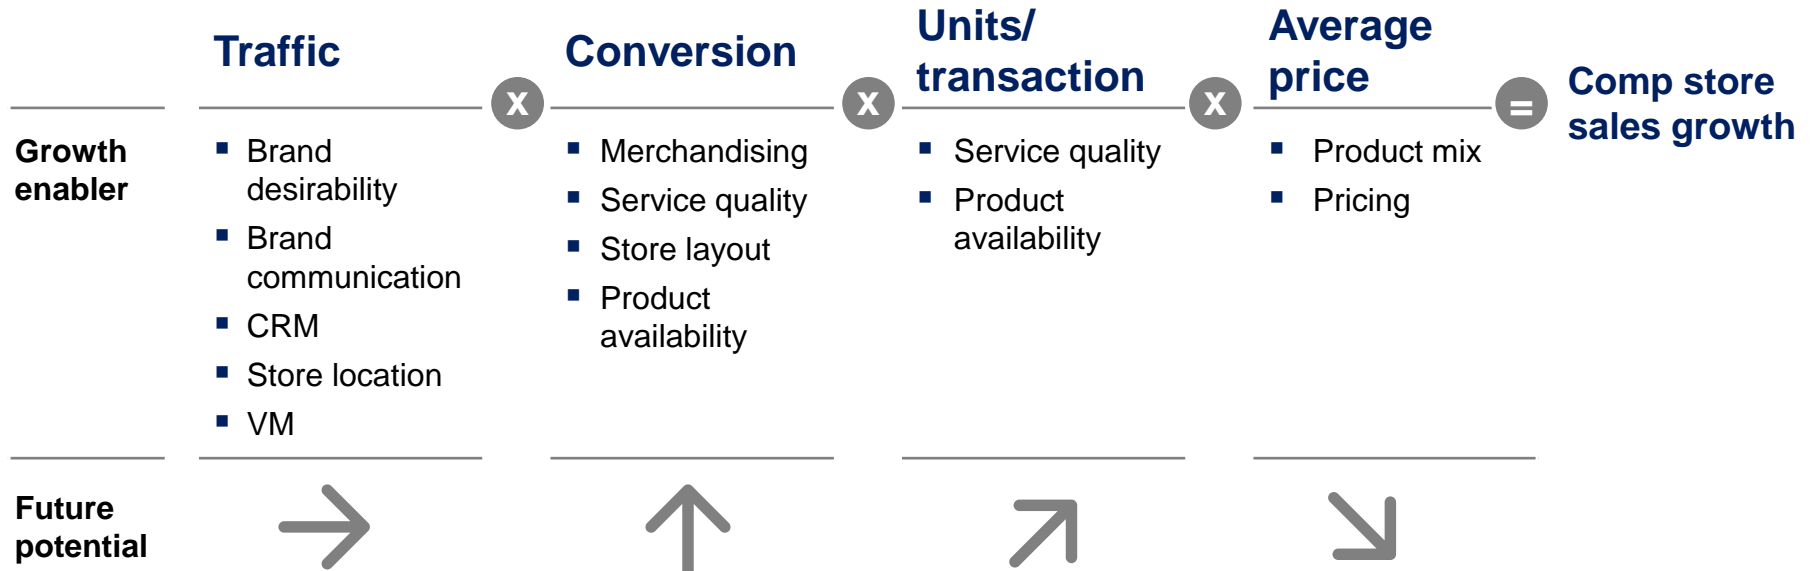 Traffic
Conversion
Units/
transaction
Average
price
Comp store
sales growth
x
x
x
=
Growth
enabler
▪ Brand
desirability
▪ Brand
communication
▪ CRM
▪ Store location
▪ VM
▪ Merchandising
▪ Service quality
▪ Store layout
▪ Product
availability
▪ Service quality
▪ Product
availability
▪ Product mix
▪ Pricing
Future
potential